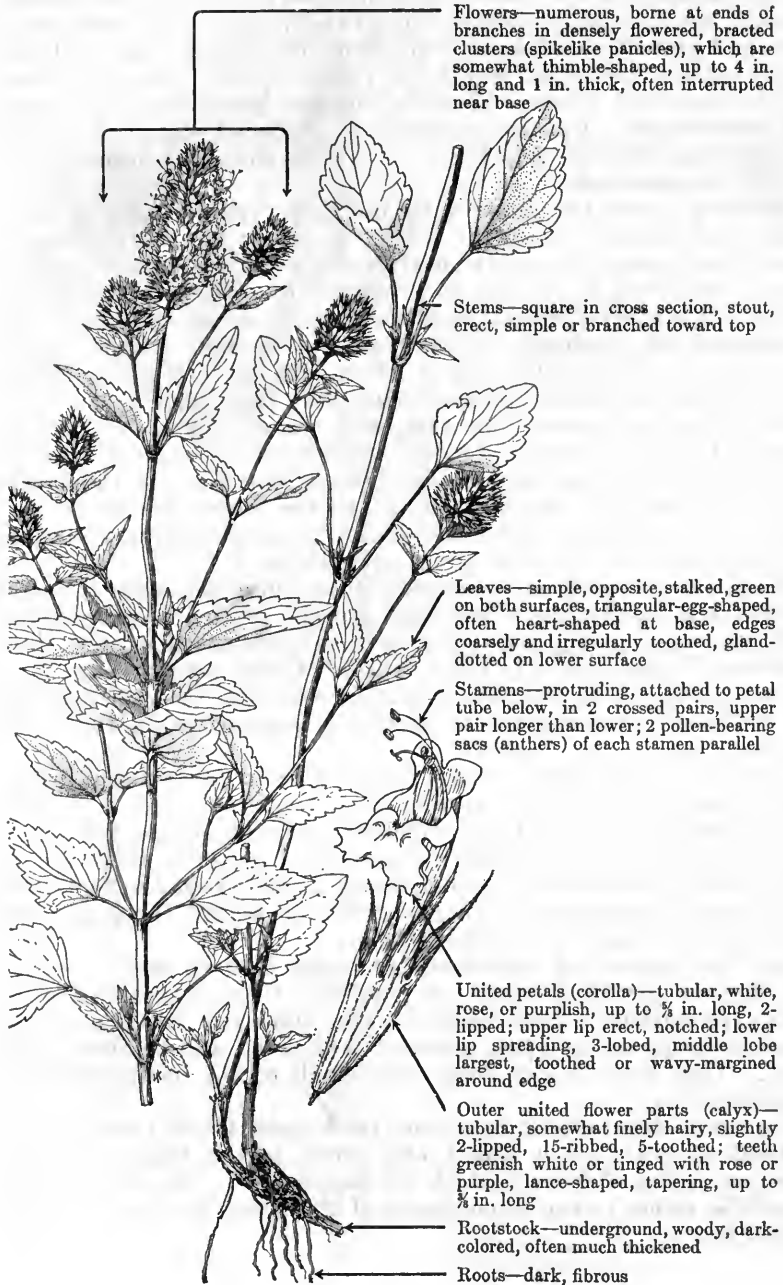 Flowers—numerous, borne at ends of
branches in densely flowered, bracted
clusters (spikelike panicles), which are
somewhat thimble-shaped, up to 4 in.
long and 1 in. thick, often interrupted
near base
Stems—square in cross section, stout,
erect, simple or branched toward top
Leaves—simple, opposite, stalked, green
on both surfaces, triangular-egg-shaped,
often heart-shaped at base, edges
coarsely and irregularly toothed, gland-
dotted on lower surface
Stamens—protruding, attached to petal
tube below, in 2 crossed pairs, upper
pair longer than lower; 2 pollen-bearing
sacs (anthers) of each stamen parallel
United petals (corolla)—tubular, white,
rose, or purplish, up to ⅝ in. long, 2-
lipped; upper lip erect, notched; lower
lip spreading, 3-lobed, middle lobe
largest, toothed or wavy-margined
around edge
Outer united flower parts (calyx)—
tubular, somewhat finely hairy, slightly
2-lipped, 15-ribbed, 5-toothed; teeth
greenish white or tinged with rose or
purple, lance-shaped, tapering, up to
in. long
Rootstock—underground, woody, dark-
colored, often much thickened
Roots—dark, fibrous